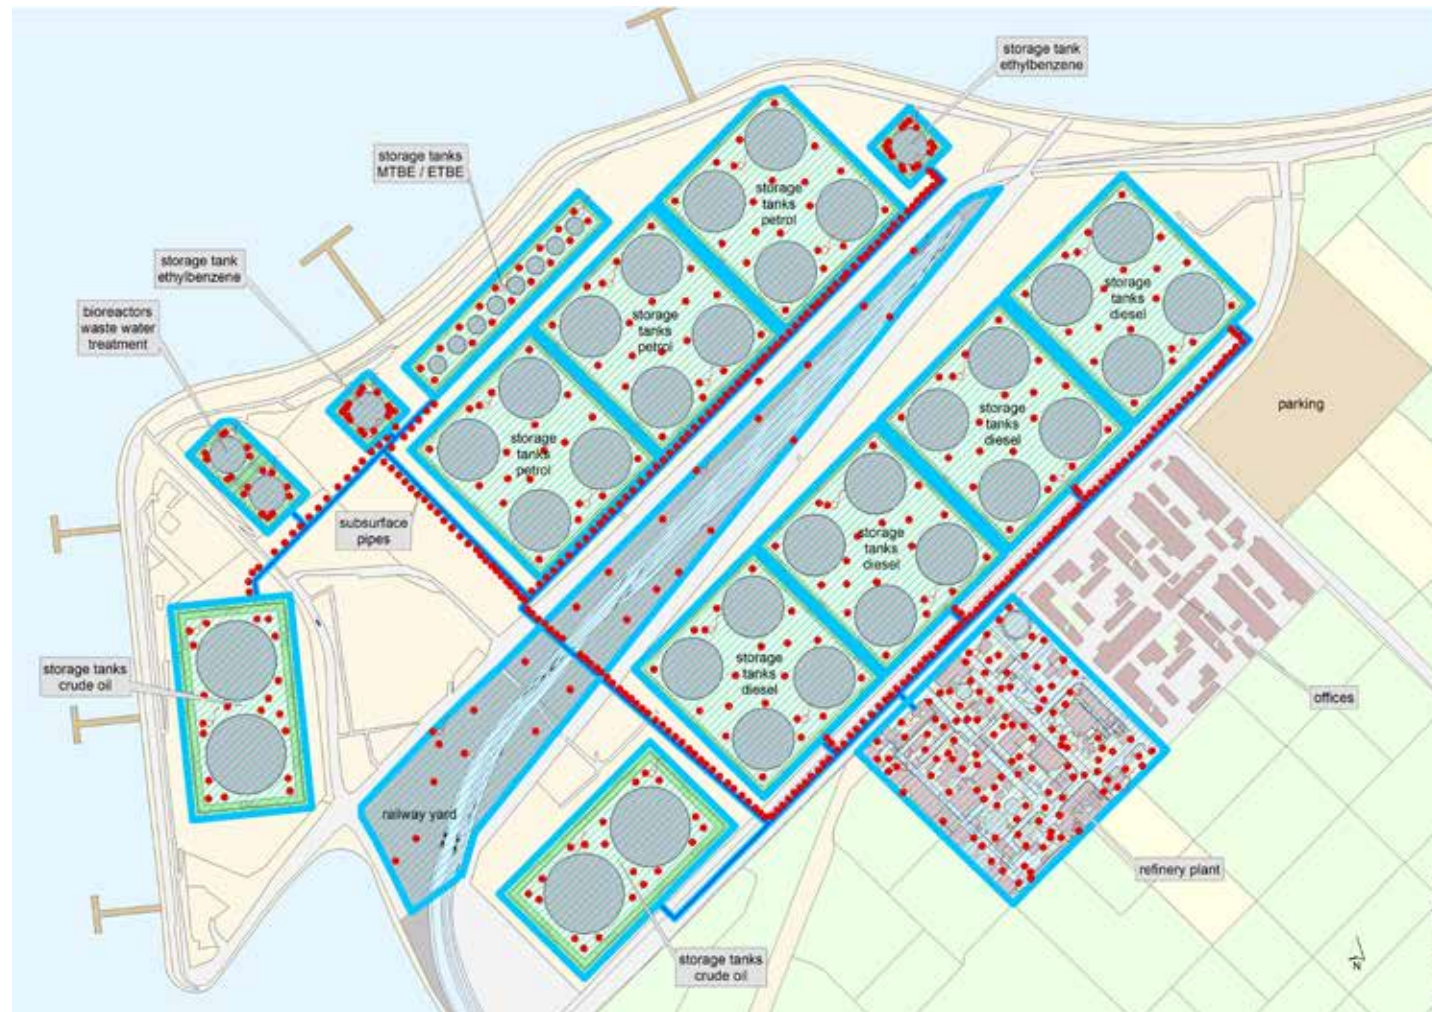 storage tank
ethylbenzene
storage tanks
MTBE / ETBE
storage
tanks
petrol
storage tank
ethylbenzene
storage
tanks
diesel
bioreactors
waste water
treatment
storage
tanks
petrol
parking
storage
tanks
diesel
storage
tanks
petrol
subsurface
pipes
storage
tanks
diesel
storage tanks
crude oil
storage
tanks
diesel
offices
railway yard
refinery plant
storage tanks
crude oil
N